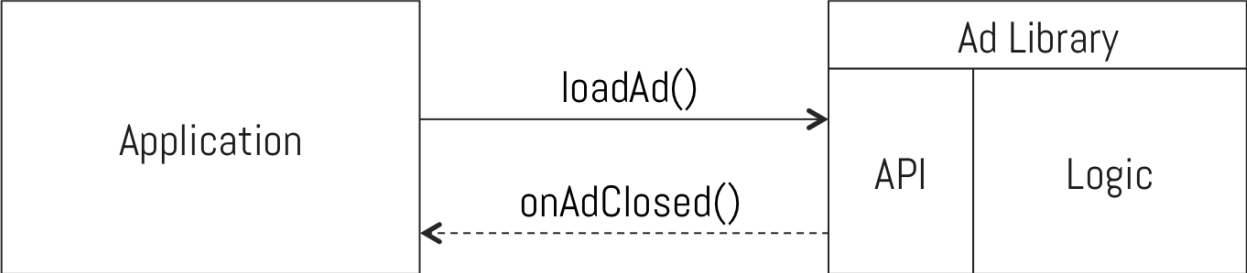 Ad Library
loadAd()
Application
API
Logic
onAdClosed()